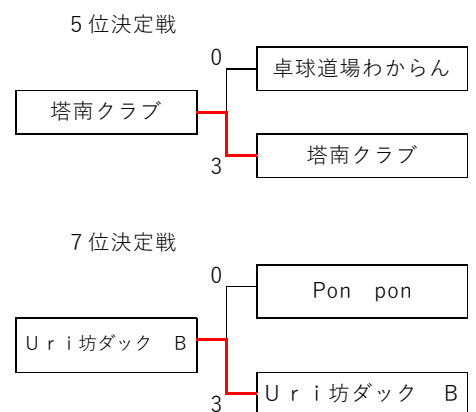 5位決定戦
0
卓球道場わからん
塔南クラブ
塔南クラブ
3
7位決定戦
0
Pon　pon
Uri坊ダック　B
Uri坊ダック　B
3